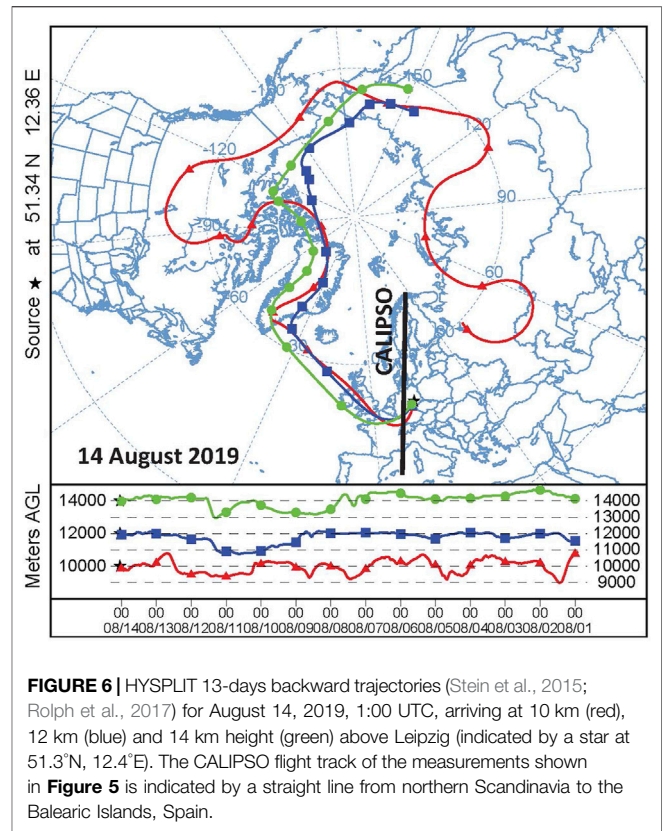 Source ★ at 51.34 N 12.36 E
-150
150
-120
120
-90
90
-60
60
-30
CALIPSO
14 August 2019
Meters AGL
14000
12000
10000
14000
13000
12000
11000
10000
9000
00 00 00 00 00 00 00 00 00 00 00 00 00 00
08/14 08/13 08/12 08/11 08/10 08/09 08/08 08/07 08/06 08/05 08/04 08/03 08/02 08/01
FIGURE 6 | HYSPLIT 13-days backward trajectories (Stein et al., 2015;
Rolph et al., 2017) for August 14, 2019, 1:00 UTC, arriving at 10 km (red),
12 km (blue) and 14 km height (green) above Leipzig (indicated by a star at
51.3°N, 12.4°E). The CALIPSO flight track of the measurements shown
in Figure 5 is indicated by a straight line from northern Scandinavia to the
Balearic Islands, Spain.